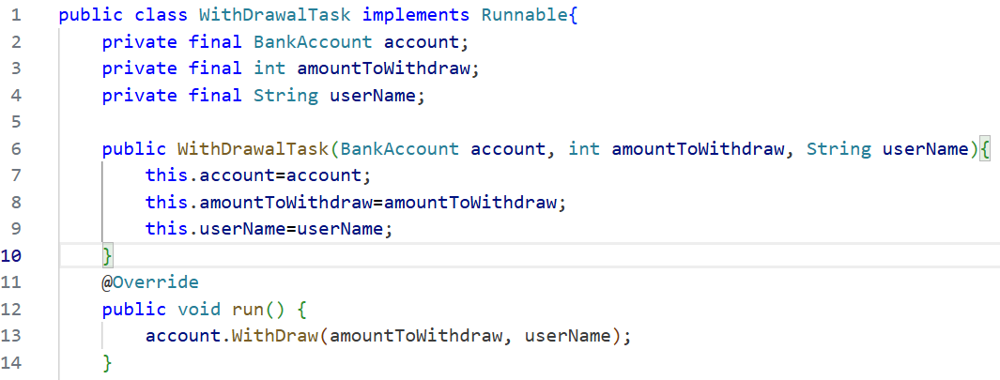 1 public class WithDrawalTask implements Runnable{
2 private final BankAccount account;
3 private final int amountToWithdraw;
4 private final String userName;
5
6 public WithDrawalTask(BankAccount account, int amountToWithdraw, String userName){
7 this.account=account;
8 this.amountToWithdraw=amountToWithdraw;
9 this.userName=userName;
10 }
11 @Override
12 public void run() {
13 account.WithDraw(amountToWithdraw, userName);
14 }